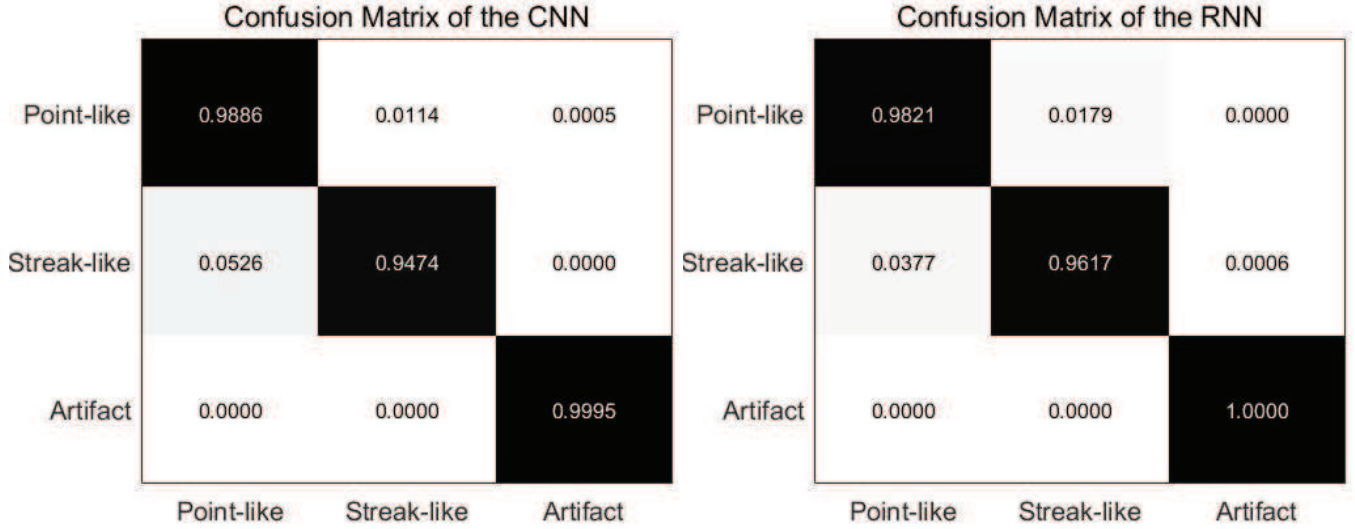 Confusion Matrix of the CNN
Point-like 0.9886 0.0114 0.0005
Streak-like 0.0526 0.9474 0.0000
Artifact 0.0000 0.0000 0.9995
Point-like Streak-like Artifact
Confusion Matrix of the RNN
Point-like 0.9821 0.0179 0.0000
Streak-like 0.0377 0.9617 0.0006
Artifact 0.0000 0.0000 1.0000
Point-like Streak-like Artifact